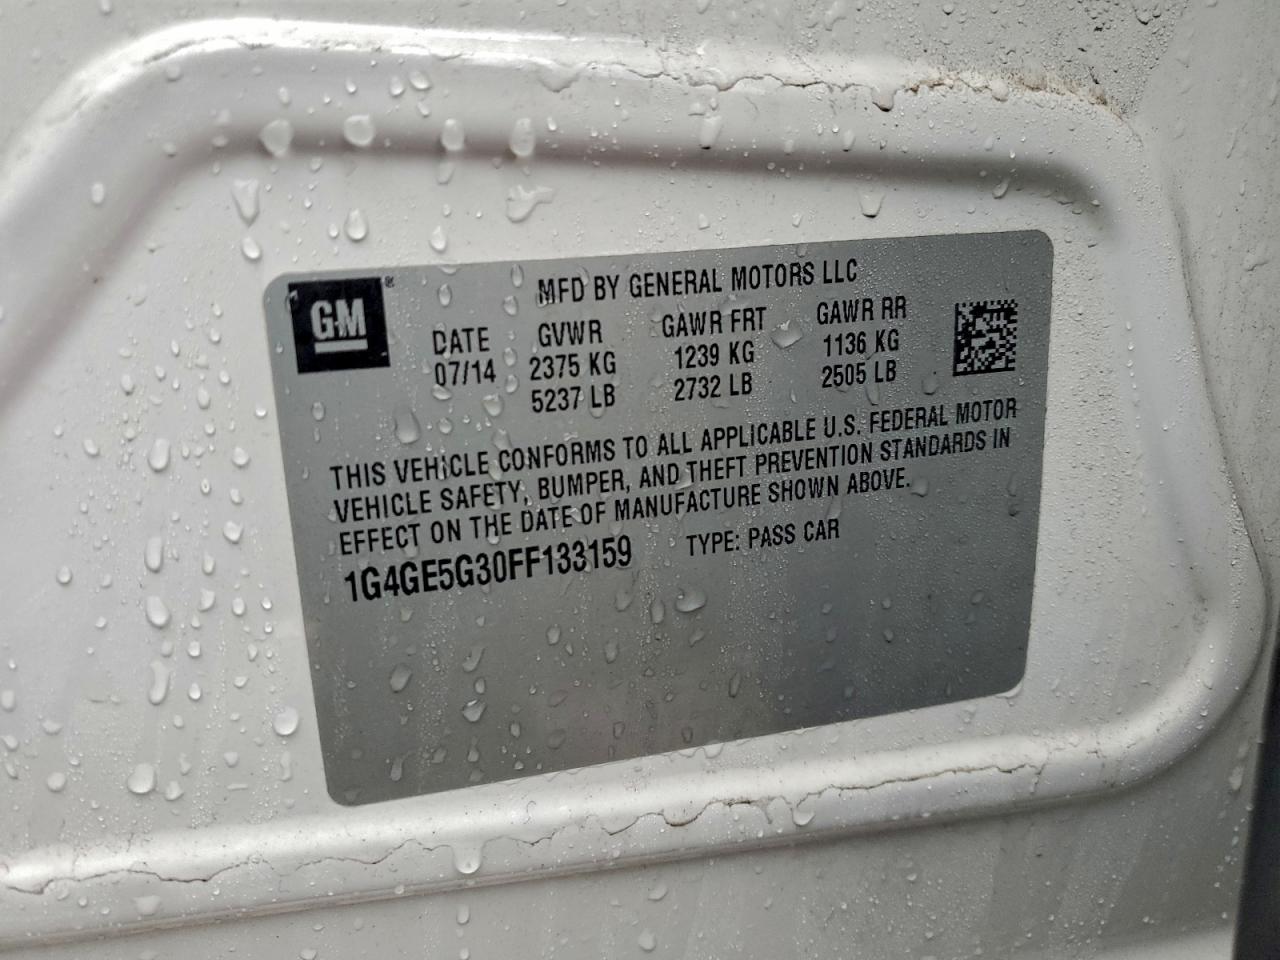 GM ®
MFD BY GENERAL MOTORS LLC
DATE GVWR GAWR FRT GAWR RR
07/14 2375 KG 1239 KG 1136 KG
5237 LB 2732 LB 2505 LB
THIS VEHICLE CONFORMS TO ALL APPLICABLE U.S. FEDERAL MOTOR
VEHICLE SAFETY, BUMPER, AND THEFT PREVENTION STANDARDS IN
EFFECT ON THE DATE OF MANUFACTURE SHOWN ABOVE.
1G4GE5G30FF133159 TYPE: PASS CAR